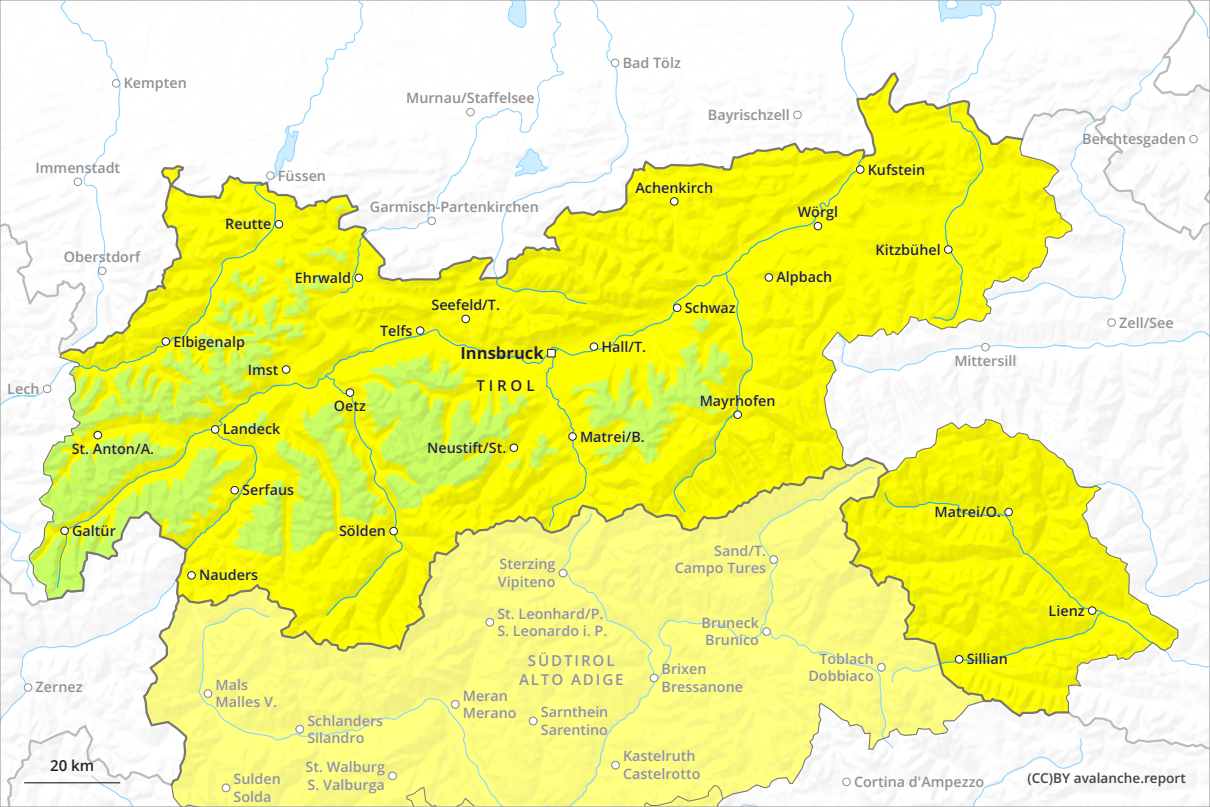 Kempten
Bad Tölz
Murnau/Staffelsee
Bayrischzell
Berchtesgaden
Immenstadt
Füssen
Kufstein
Achenkirch
Garmisch-Partenkirchen
Reutte
Wörgl
Oberstdorf
Kitzbühel
Ehrwald
Alpbach
Seefeld/T.
Schwaz
Telfs
Zell/See
Elbigenalp
Hall/T.
Innsbruck
Mittersill
Imst
TIROL
Lech
Oetz
Mayrhofen
Landeck
Matrei/B.
St. Anton/A.
Neustift/St.
Serfaus
Matrei/O.
Galtür
Sölden
Sand/T.
Campo Tures
Sterzing
Vipiteno
Nauders
Lienz
St. Leonhard/P.
S. Leonardo i. P.
Bruneck
Brunico
Sillian
SÜDTIROL
ALTO ADIGE
Toblach
Dobbiaco
Brixen
Bressanone
Zernez
Mals
Malles V.
Meran
Merano
Sarnthein
Sarentino
Schlanders
Silandro
Kastelruth
Castelrotto
St. Walburg
S. Valburga
20 km
Sulden
Solda
Cortina d'Ampezzo
(CC)BY avalanche.report